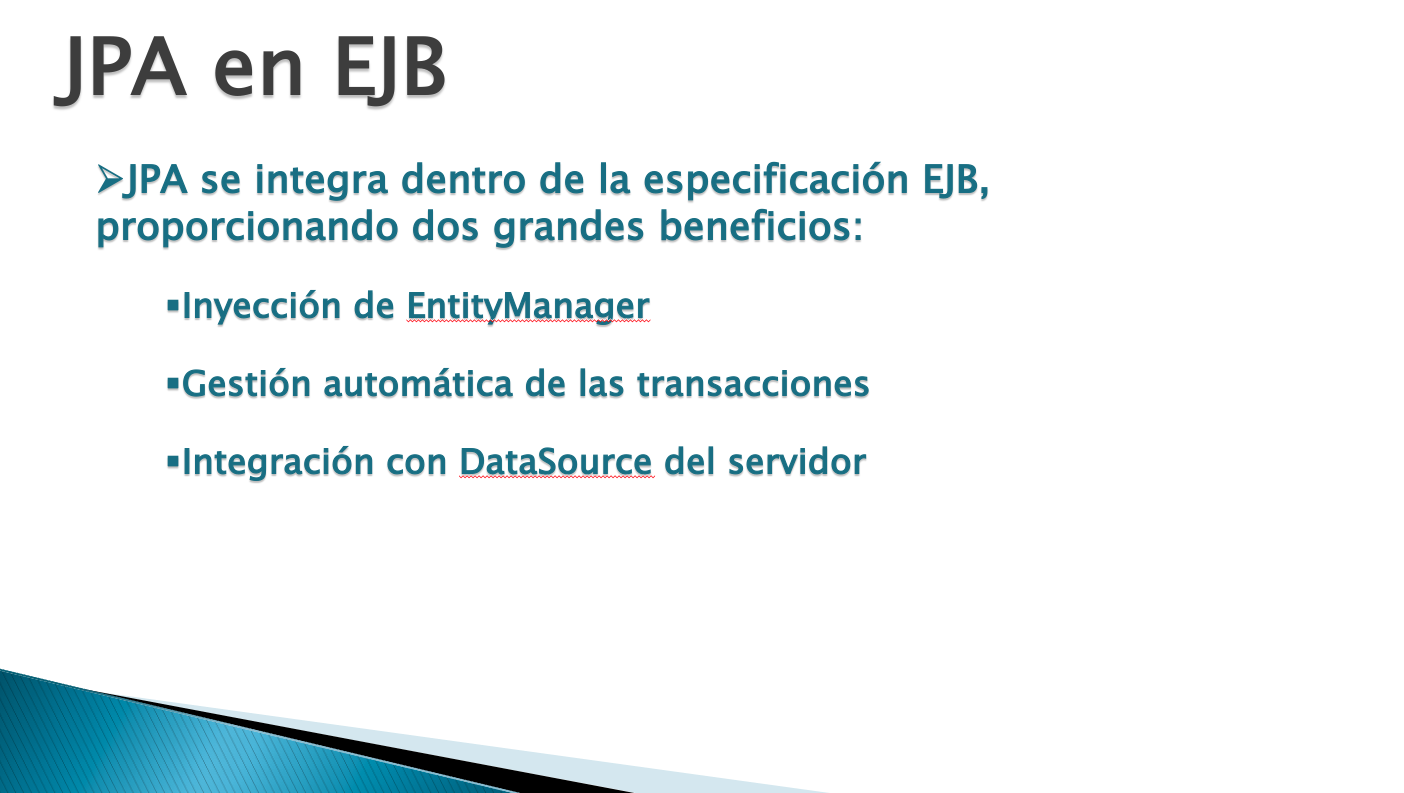 JPA en EJB
➢JPA se integra dentro de la especificación EJB,
proporcionando dos grandes beneficios:
▪Inyección de EntityManager
▪Gestión automática de las transacciones
▪Integración con DataSource del servidor